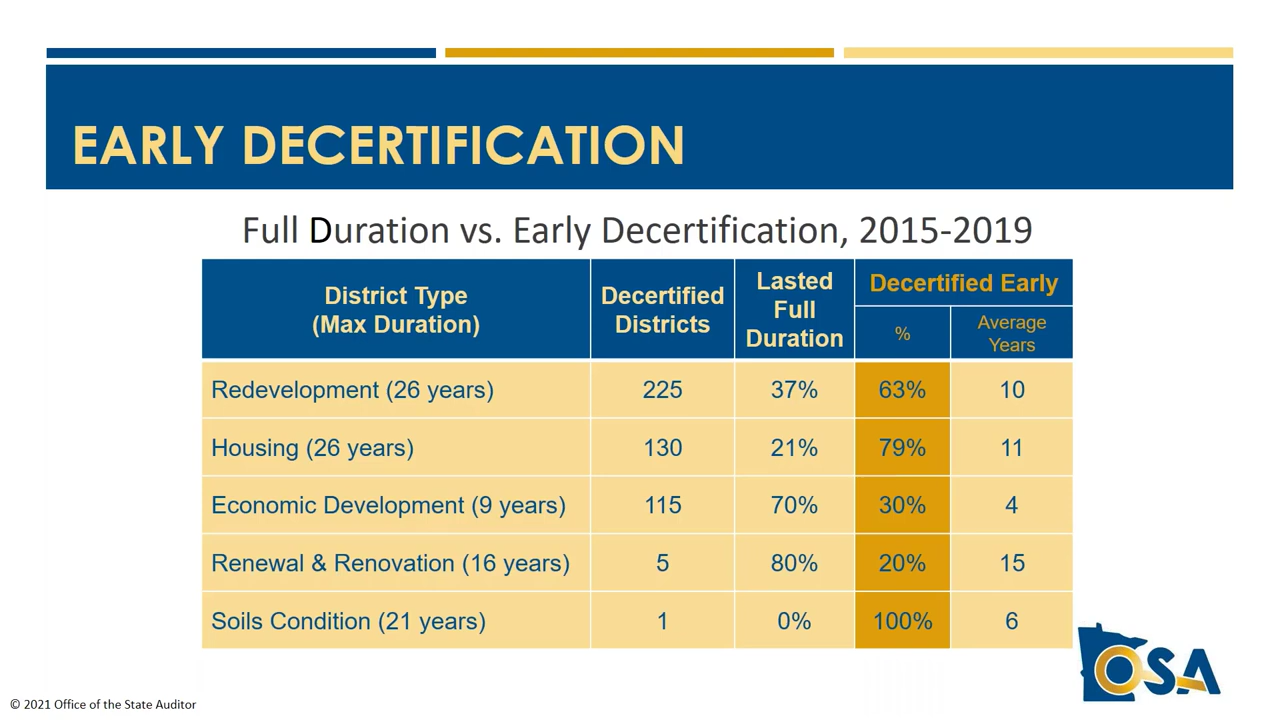 EARLY DECERTIFICATION
Full Duration vs. Early Decertification, 2015-2019
District Type
(Max Duration)
Decertified
Districts
Lasted
Full
Duration
Decertified Early
%
Average
Years
Redevelopment (26 years) 225 37% 63% 10
Housing (26 years) 130 21% 79% 11
Economic Development (9 years) 115 70% 30% 4
Renewal & Renovation (16 years) 5 80% 20% 15
Soils Condition (21 years) 1 0% 100% 6
OSA
© 2021 Office of the State Auditor